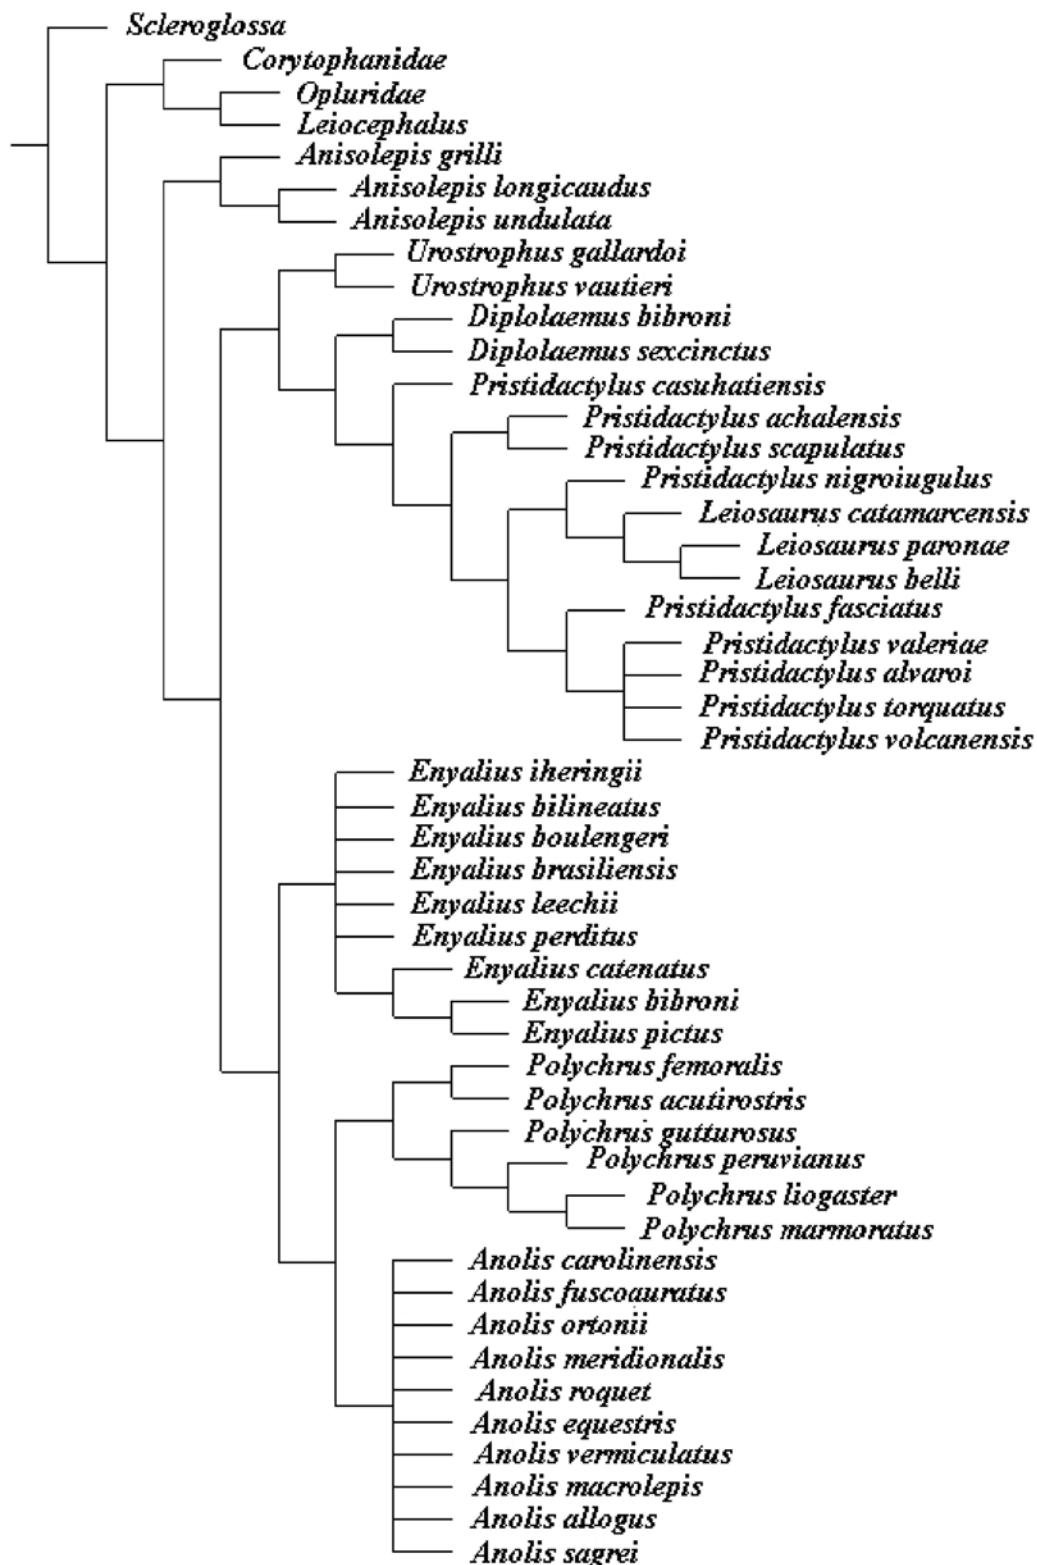 Scleroglossa
Corytophanidae
Opluridae
Leiocephalus
Anisolepis grilli
Anisolepis longicaudus
Anisolepis undulata
Urostrophus gallardoi
Urostrophus vautieri
Diplolaemus bibroni
Diplolaemus sexcinctus
Pristidactylus casuhatiensis
Pristidactylus achalensis
Pristidactylus scapulatus
Pristidactylus nigroiugulus
Leiosaurus catamarcensis
Leiosaurus paronae
Leiosaurus belli
Pristidactylus fasciatus
Pristidactylus valeriae
Pristidactylus alvaroi
Pristidactylus torquatus
Pristidactylus volcanensis
Enyalius iheringii
Enyalius bilineatus
Enyalius boulengeri
Enyalius brasiliensis
Enyalius leechii
Enyalius perditus
Enyalius catenatus
Enyalius bibroni
Enyalius pictus
Polychrus femoralis
Polychrus acutirostris
Polychrus gutturosus
Polychrus peruvianus
Polychrus liogaster
Polychrus marmoratus
Anolis carolinensis
Anolis fuscoauratus
Anolis ortonii
Anolis meridionalis
Anolis roquet
Anolis equestris
Anolis vermiculatus
Anolis macrolepis
Anolis allogus
Anolis sagrei